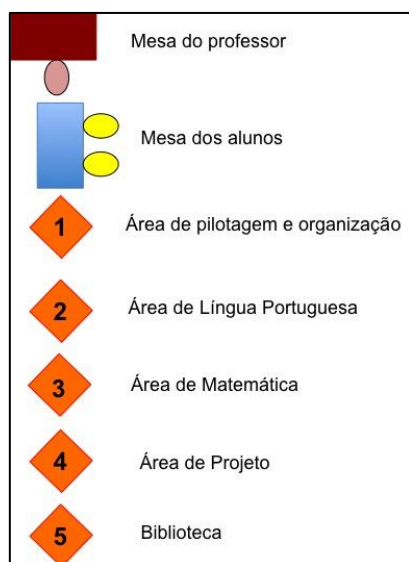 Mesa do professor
Mesa dos alunos
1 Área de pilotagem e organização
2 Área de Língua Portuguesa
3 Área de Matemática
4 Área de Projeto
5 Biblioteca